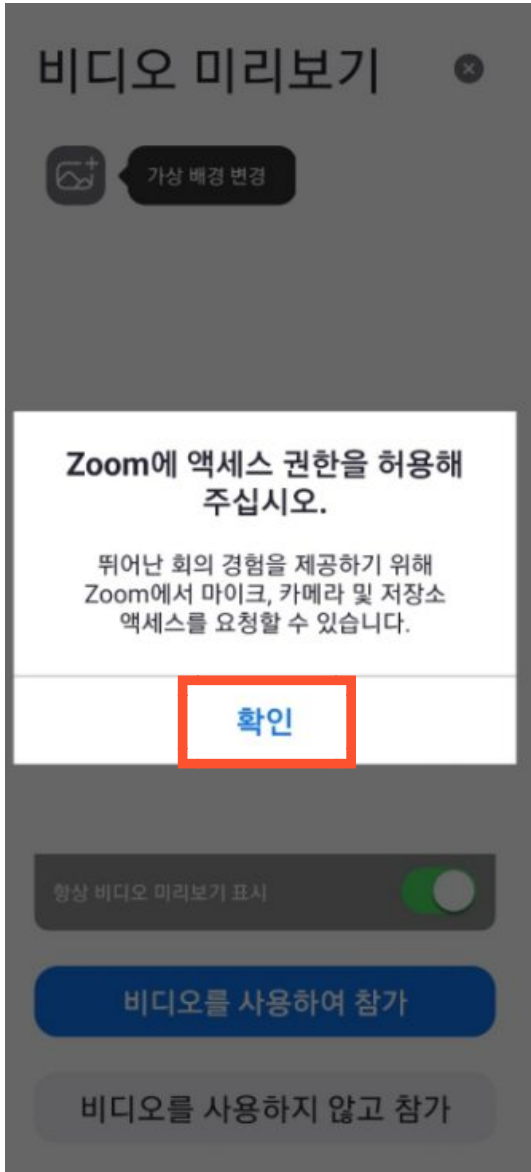 비디오 미리보기
가상 배경 변경
Zoom에 액세스 권한을 허용해
주십시오.
뛰어난 회의 경험을 제공하기 위해
Zoom에서 마이크, 카메라 및 저장소
액세스를 요청할 수 있습니다.
확인
항상 비디오 미리보기 표시
비디오를 사용하여 참가
비디오를 사용하지 않고 참가